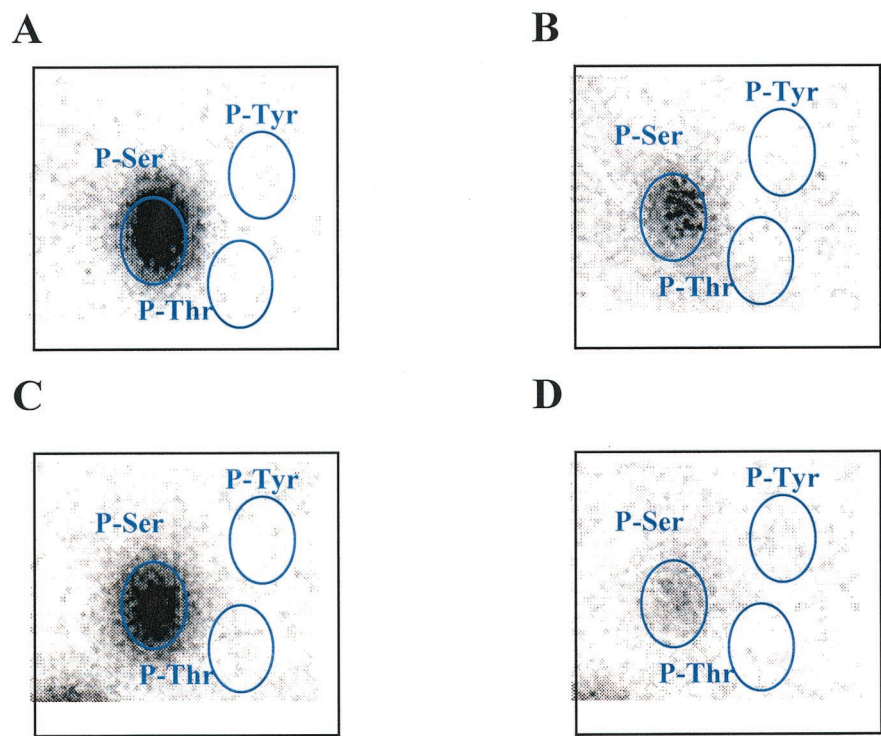 A
P-Tyr
P-Ser
P-Thr
B
P-Tyr
P-Ser
P-Thr
C
P-Tyr
P-Ser
P-Thr
D
P-Tyr
P-Ser
P-Thr